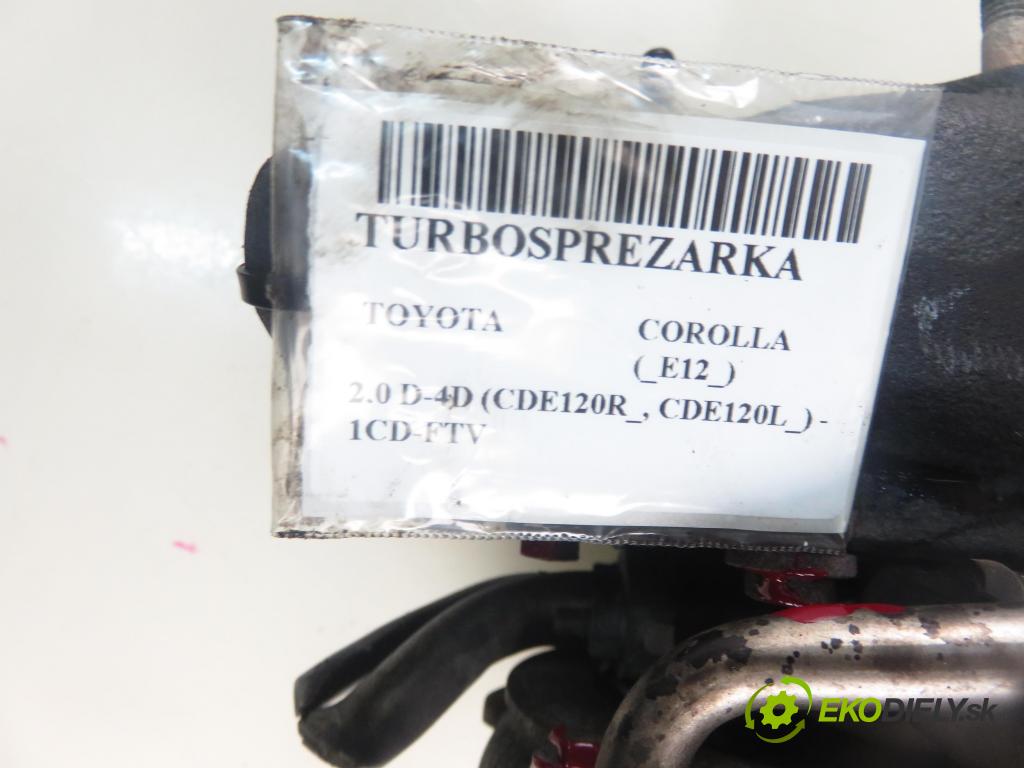 TURBOSPREZARKA
TOYOTA COROLLA
(_E12_)
2.0 D-4D (CDE120R_, CDE120L_) -
1CD-FTV
EKODIELY.sk